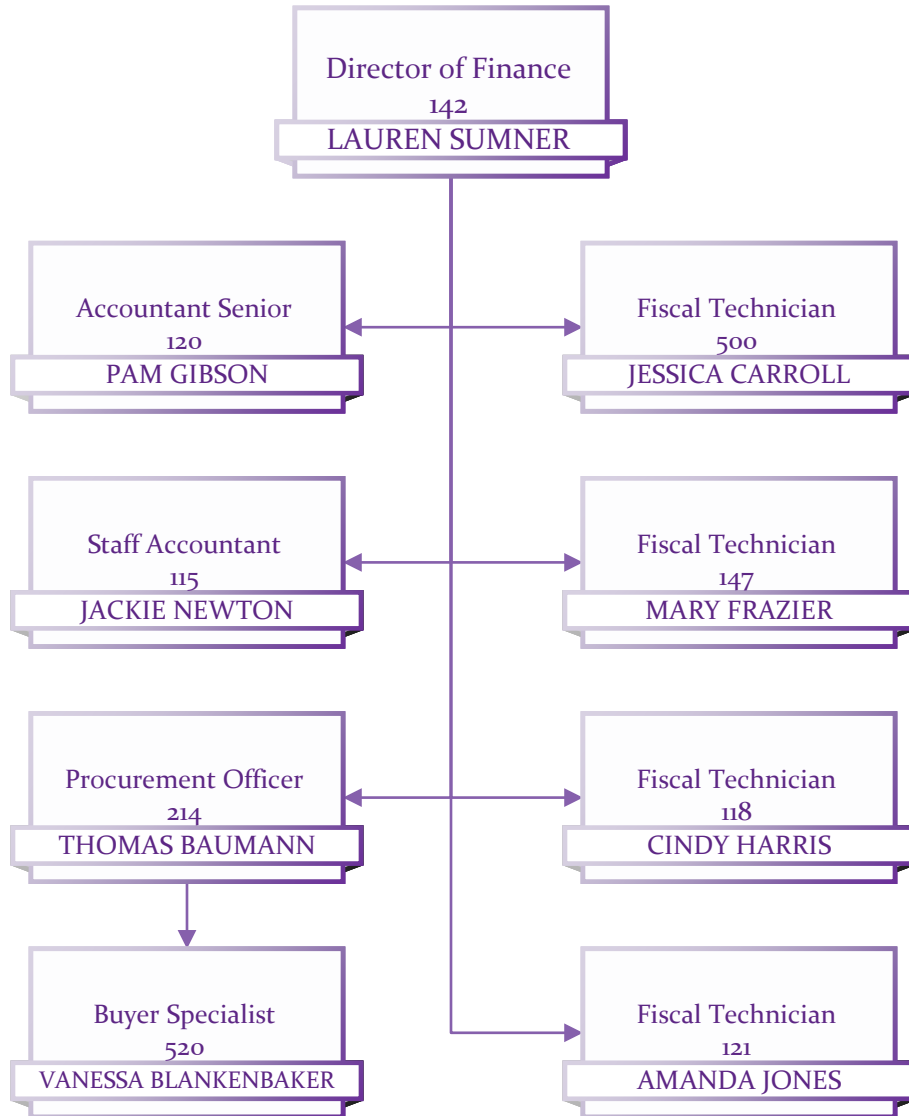 Director of Finance
142
LAUREN SUMNER
Accountant Senior
120
PAM GIBSON
Fiscal Technician
500
JESSICA CARROLL
Staff Accountant
115
JACKIE NEWTON
Fiscal Technician
147
MARY FRAZIER
Procurement Officer
214
THOMAS BAUMANN
Fiscal Technician
118
CINDY HARRIS
Buyer Specialist
520
VANESSA BLANKENBAKER
Fiscal Technician
121
AMANDA JONES